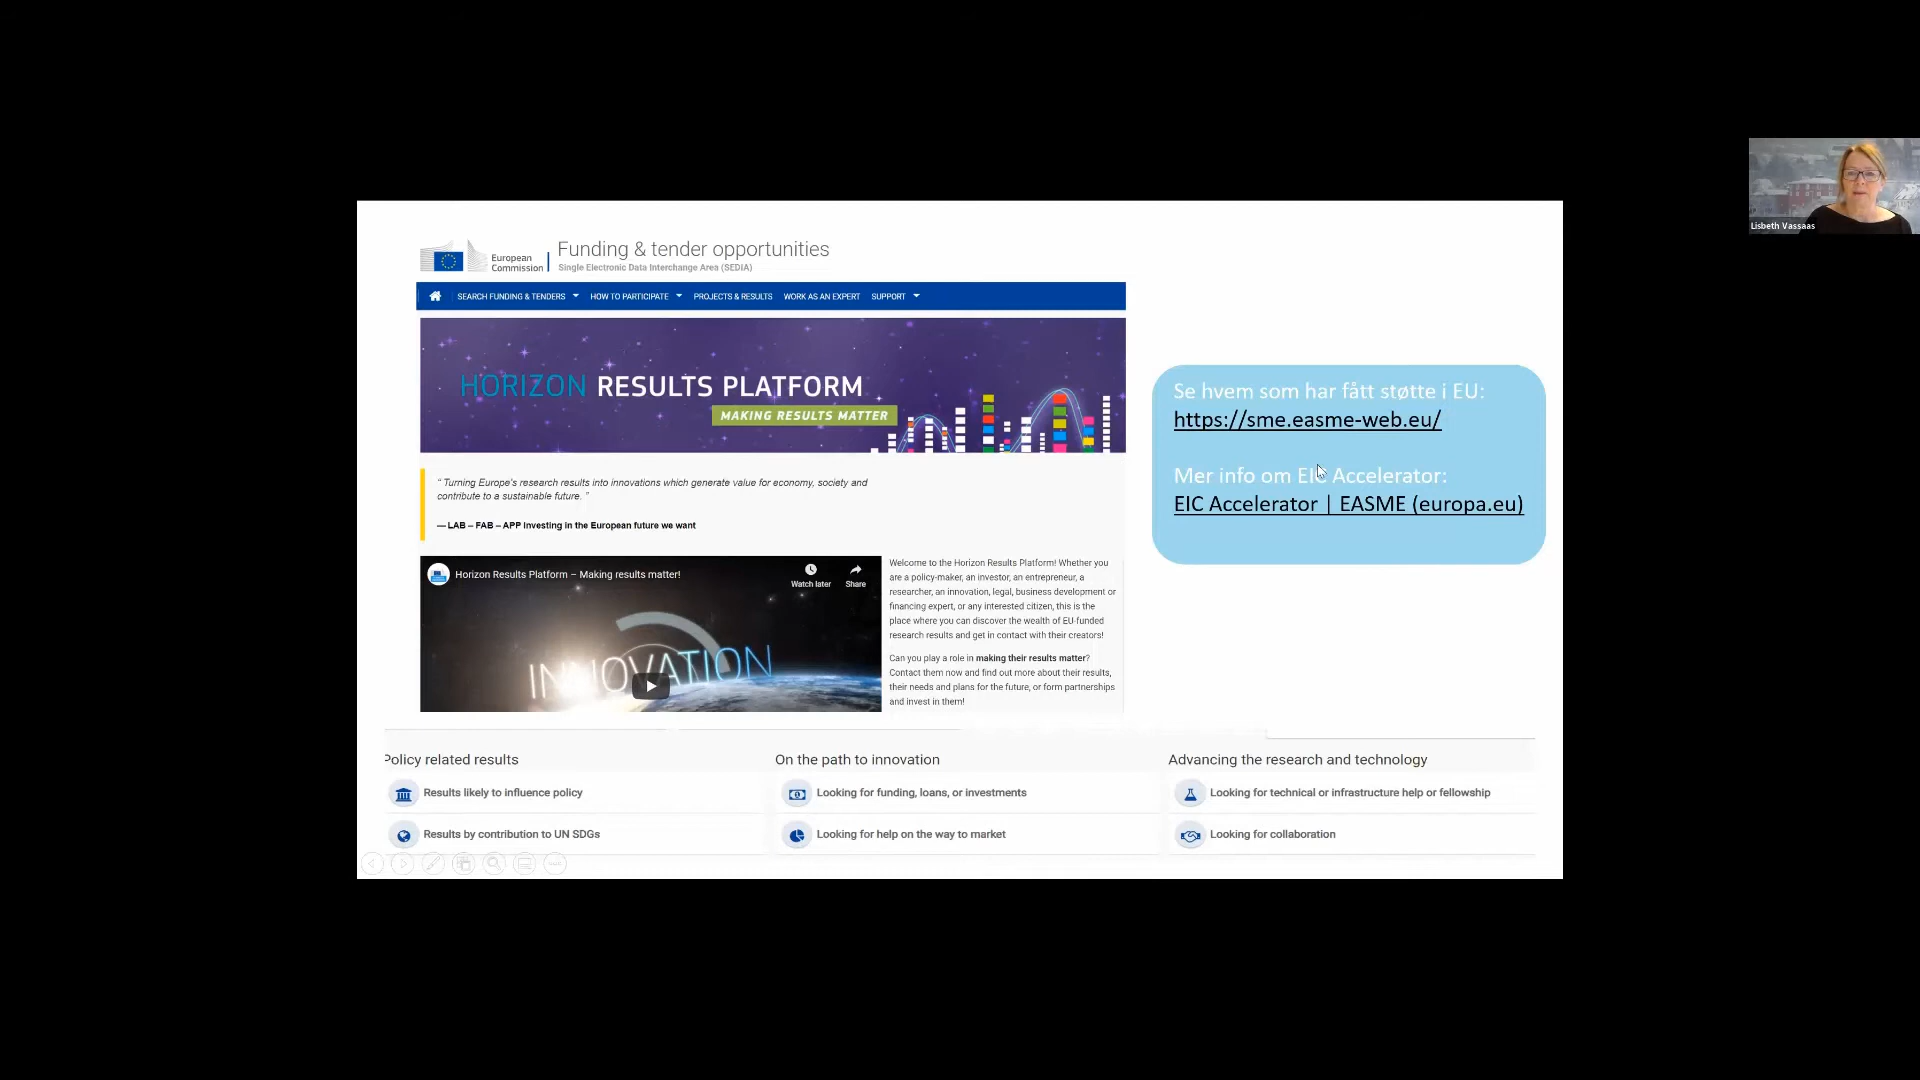 European
Commission
Funding & tender opportunities
Single Electronic Data Interchange Area (SEDIA)
SEARCH FUNDING & TENDERS HOW TO PARTICIPATE PROJECTS & RESULTS WORK AS AN EXPERT SUPPORT
HORIZON RESULTS PLATFORM
MAKING RESULTS MATTER
“ Turning Europe's research results into innovations which generate value for economy, society and
contribute to a sustainable future. ”
— LAB – FAB – APP Investing in the European future we want
Horizon Results Platform – Making results matter!
Watch later
Share
INNOVATION
Welcome to the Horizon Results Platform! Whether you
are a policy-maker, an investor, an entrepreneur, a
researcher, an innovation, legal, business development or
financing expert, or any interested citizen, this is the
place where you can discover the wealth of EU-funded
research results and get in contact with their creators!
Can you play a role in making their results matter?
Contact them now and find out more about their results,
their needs and plans for the future, or form partnerships
and invest in them!
Se hvem som har fått støtte i EU:
https://sme.easme-web.eu/
Mer info om EIC Accelerator:
EIC Accelerator | EASME (europa.eu)
Policy related results
Results likely to influence policy
Results by contribution to UN SDGs
On the path to innovation
Looking for funding, loans, or investments
Looking for help on the way to market
Advancing the research and technology
Looking for technical or infrastructure help or fellowship
Looking for collaboration
Lisbeth Vassaas